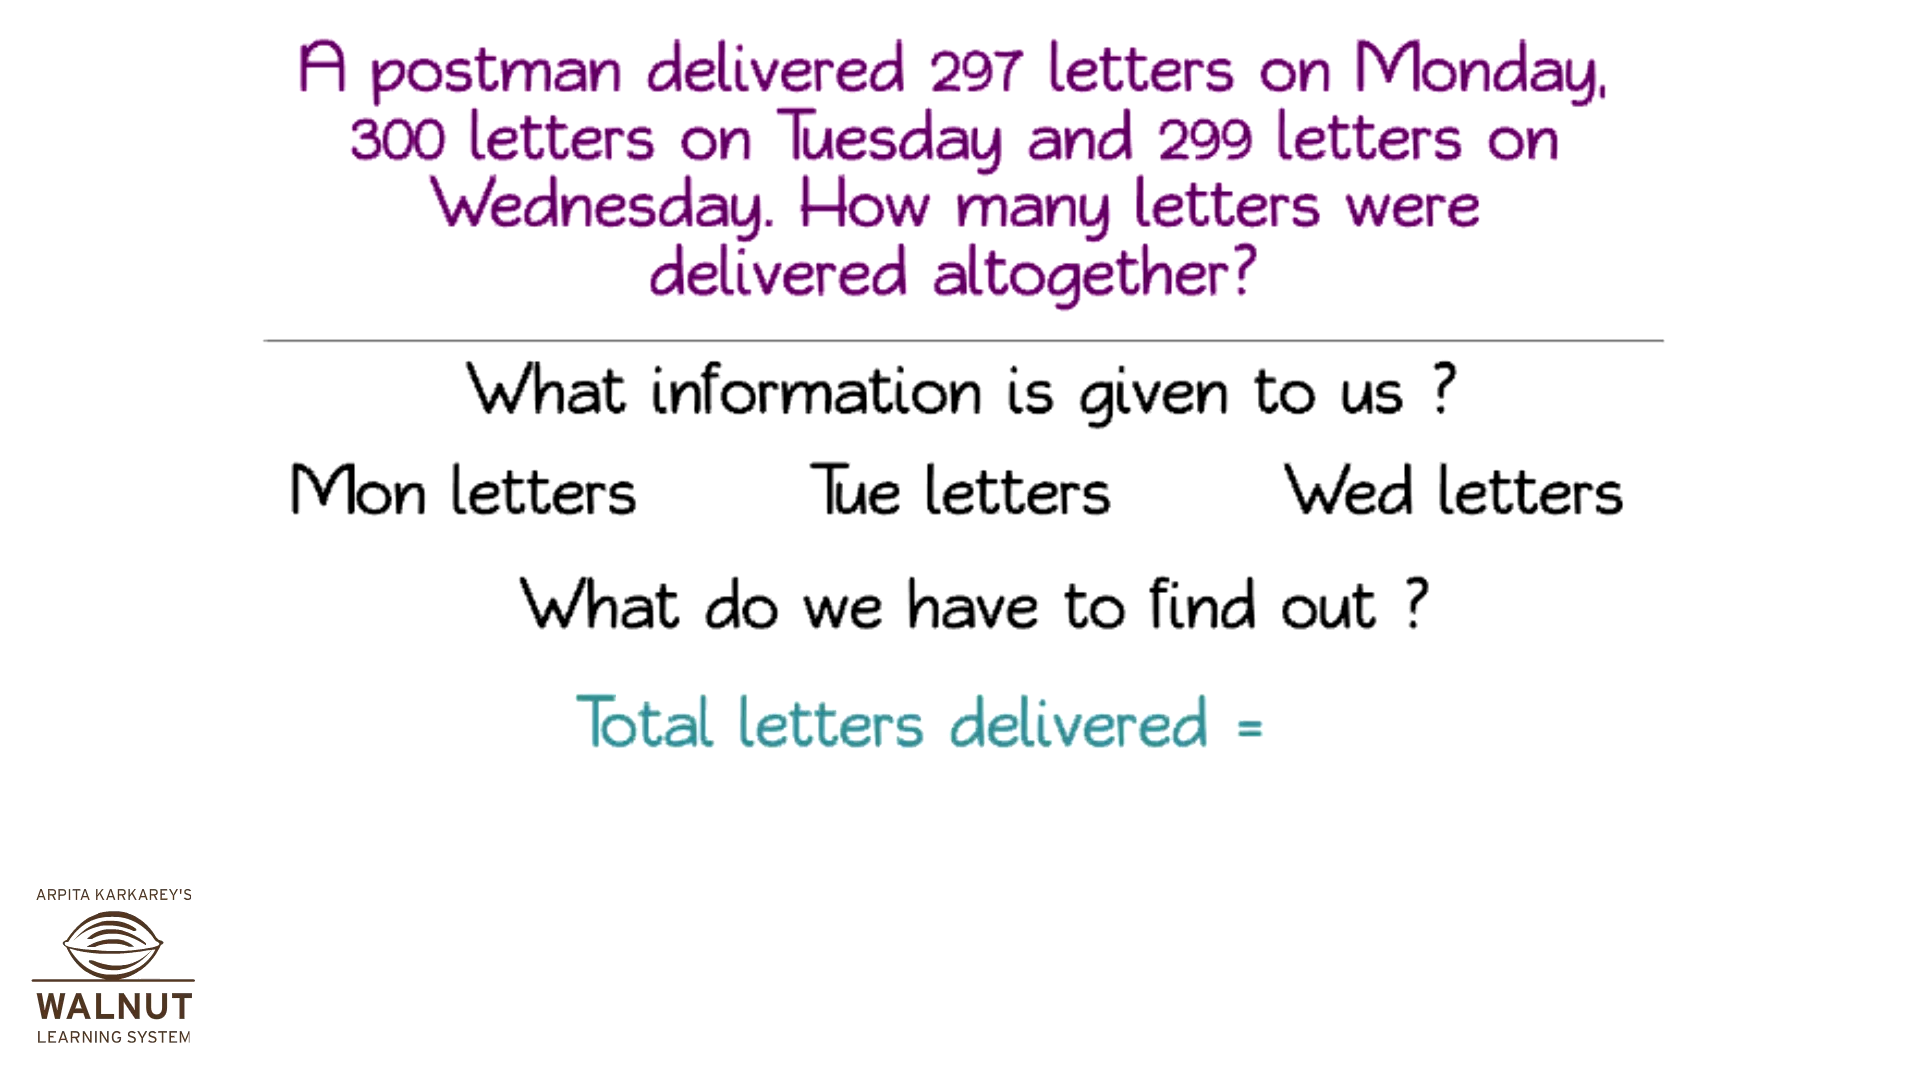 A postman delivered 297 letters on Monday,
300 letters on Tuesday and 299 letters on
Wednesday. How many letters were
delivered altogether?
What information is given to us ?
Mon letters Tue letters Wed letters
What do we have to find out ?
Total letters delivered =
ARPITA KARKAREY'S
WALNUT
LEARNING SYSTEM